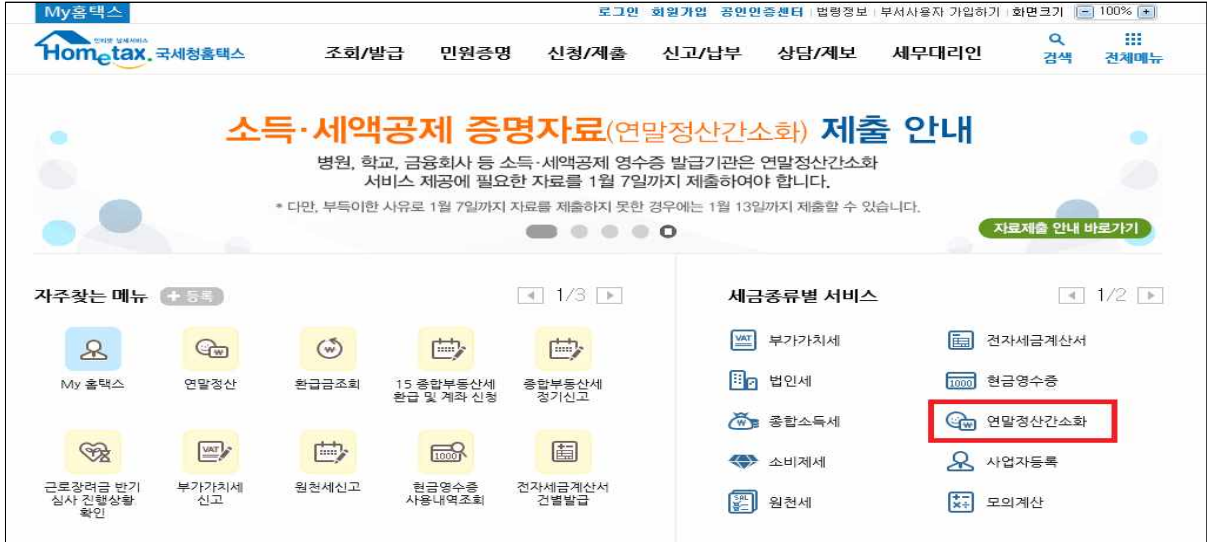 My홈택스
로그인 회원가입 공인인증센터 법령정보 부서사용자 가입하기 화면크기 - 100% +
Hometax. 국세청홈택스
조회/발급 민원증명 신청/제출 신고/납부 상담/제보 세무대리인 검색 전체메뉴
소득·세액공제 증명자료(연말정산간소화) 제출 안내
병원, 학교, 금융회사 등 소득·세액공제 영수증 발급기관은 연말정산간소화
서비스 제공에 필요한 자료를 1월 7일까지 제출하여야 합니다.
* 다만, 부득이한 사유로 1월 7일까지 자료를 제출하지 못한 경우에는 1월 13일까지 제출할 수 있습니다.
자료제출 안내 바로가기
자주찾는 메뉴 + 등록 1/3
My 홈택스
연말정산
환급금조회
15 종합부동산세
환급 및 계좌 신청
종합부동산세
정기신고
근로장려금 반기
심사 진행상황
확인
VAT
부가가치세
신고
원천세신고
1000
현금영수증
사용내역조회
전자세금계산서
건별발급
세금종류별 서비스 1/2
VAT 부가가치세
전자세금계산서
법인세
1000 현금영수증
종합소득세
연말정산간소화
소비제세
사업자등록
SAL 원천세
모의계산